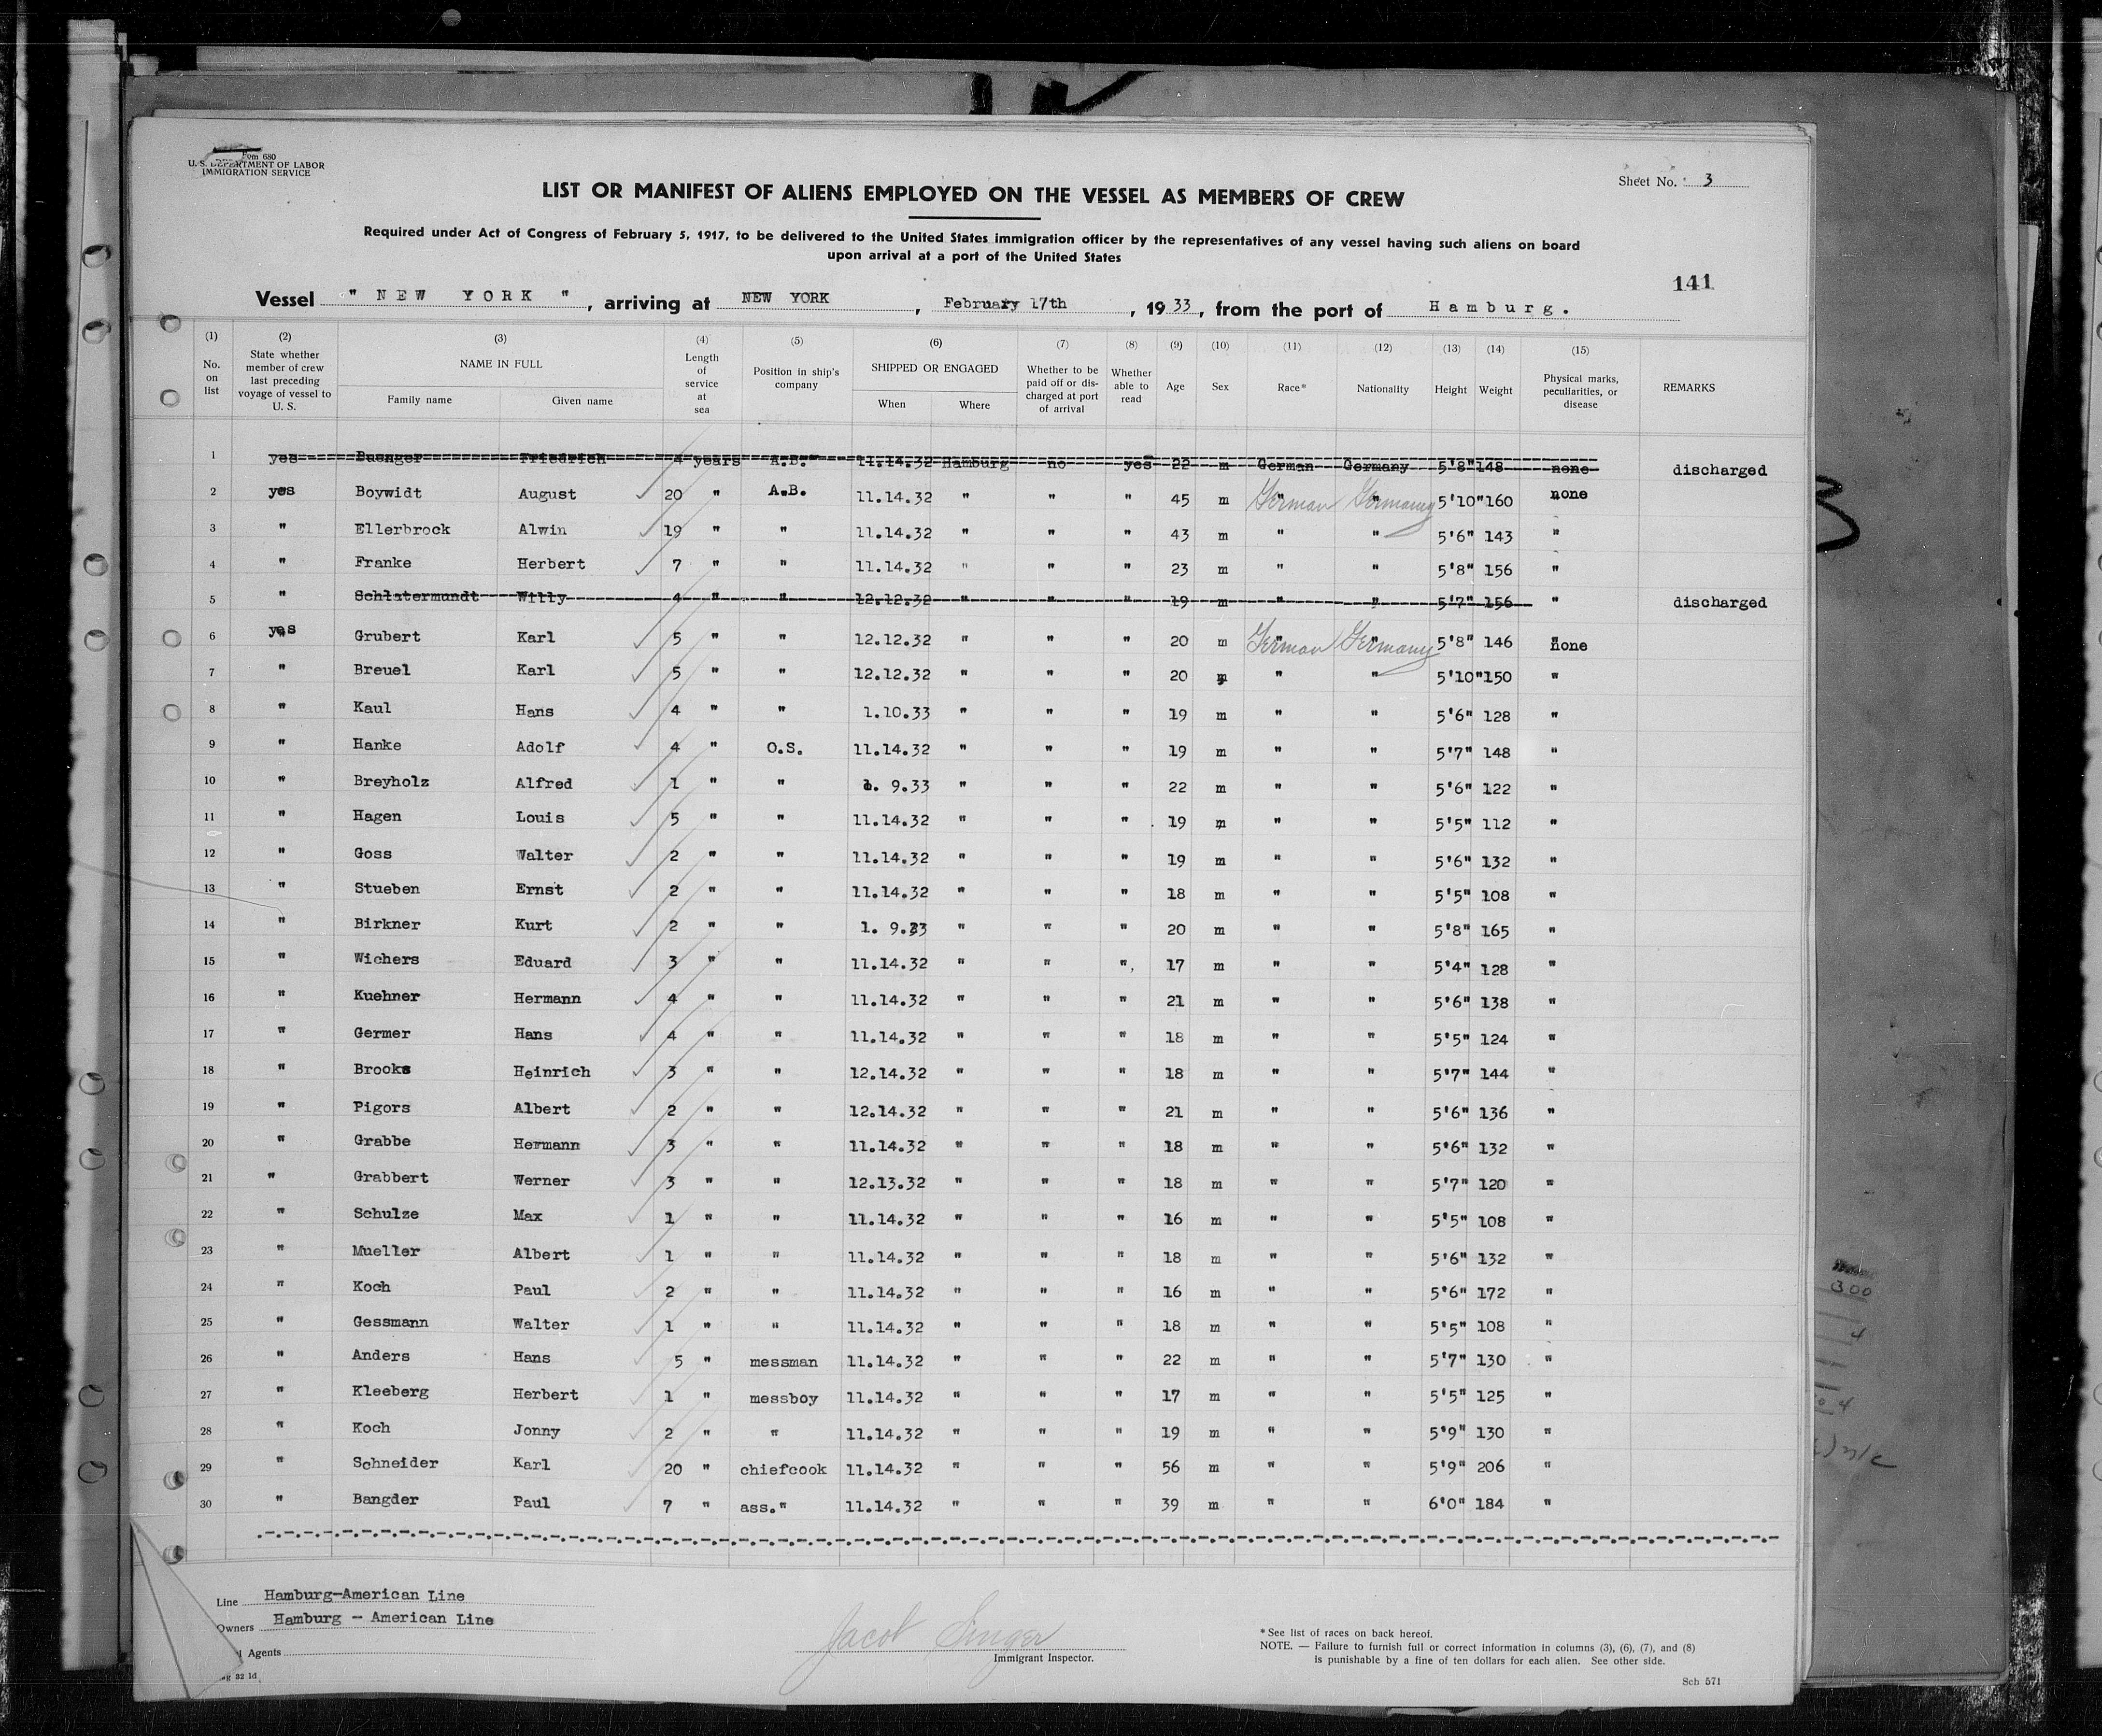 Form 680
U. S. DEPARTMENT OF LABOR
IMMIGRATION SERVICE
Sheet No. 3
LIST OR MANIFEST OF ALIENS EMPLOYED ON THE VESSEL AS MEMBERS OF CREW
Required under Act of Congress of February 5, 1917, to be delivered to the United States immigration officer by the representatives of any vessel having such aliens on board
upon arrival at a port of the United States
141
Vessel " NEW YORK ", arriving at NEW YORK, February 17th, 1933, from the port of Hamburg.
(1) (2) (3) (4) (5) (6) (7) (8) (9) (10) (11) (12) (13) (14) (15)
No. on list State whether member of crew last preceding voyage of vessel to U. S. NAME IN FULL Family name Given name Length of service at sea Position in ship's company SHIPPED OR ENGAGED When Where Whether to be paid off or discharged at port of arrival Whether able to read Age Sex Race* Nationality Height Weight Physical marks, peculiarities, or disease REMARKS
1 yes Buenger Friedrich 4 years A.B. 11.14.32 Hamburg no yes 22 m German Germany 5'8" 148 none discharged
2 yes Boywidt August 20 " A.B. 11.14.32 " " " 45 m German Germany 5'10" 160 none
3 " Ellerbrock Alwin 19 " " 11.14.32 " " " 43 m " " 5'6" 143 "
4 " Franke Herbert 7 " " 11.14.32 " " " 23 m " " 5'8" 156 "
5 " Schlatermundt Willy 4 " " 12.12.32 " " " 19 m " " 5'7" 156 " discharged
6 yes Grubert Karl 5 " " 12.12.32 " " " 20 m German Germany 5'8" 146 none
7 " Breuel Karl 5 " " 12.12.32 " " " 20 m " " 5'10" 150 "
8 " Kaul Hans 4 " " 1.10.33 " " " 19 m " " 5'6" 128 "
9 " Hanke Adolf 4 " O.S. 11.14.32 " " " 19 m " " 5'7" 148 "
10 " Breyholz Alfred 1 " " 1. 9.33 " " " 22 m " " 5'6" 122 "
11 " Hagen Louis 5 " " 11.14.32 " " " 19 m " " 5'5" 112 "
12 " Goss Walter 2 " " 11.14.32 " " " 19 m " " 5'6" 132 "
13 " Stueben Ernst 2 " " 11.14.32 " " " 18 m " " 5'5" 108 "
14 " Birkner Kurt 2 " " 1. 9.33 " " " 20 m " " 5'8" 165 "
15 " Wichers Eduard 3 " " 11.14.32 " " " 17 m " " 5'4" 128 "
16 " Kuehner Hermann 4 " " 11.14.32 " " " 21 m " " 5'6" 138 "
17 " Germer Hans 4 " " 11.14.32 " " " 18 m " " 5'5" 124 "
18 " Brooks Heinrich 3 " " 12.14.32 " " " 18 m " " 5'7" 144 "
19 " Pigors Albert 2 " " 12.14.32 " " " 21 m " " 5'6" 136 "
20 " Grabbe Hermann 3 " " 11.14.32 " " " 18 m " " 5'6" 132 "
21 " Grabbert Werner 3 " " 12.13.32 " " " 18 m " " 5'7" 120 "
22 " Schulze Max 1 " " 11.14.32 " " " 16 m " " 5'5" 108 "
23 " Mueller Albert 1 " " 11.14.32 " " " 18 m " " 5'6" 132 "
24 " Koch Paul 2 " " 11.14.32 " " " 16 m " " 5'6" 172 "
25 " Gessmann Walter 1 " " 11.14.32 " " " 18 m " " 5'5" 108 "
26 " Anders Hans 5 " messman 11.14.32 " " " 22 m " " 5'7" 130 "
27 " Kleeberg Herbert 1 " messboy 11.14.32 " " " 17 m " " 5'5" 125 "
28 " Koch Jonny 2 " " 11.14.32 " " " 19 m " " 5'9" 130 "
29 " Schneider Karl 20 " chiefcook 11.14.32 " " " 56 m " " 5'9" 206 "
30 " Bangder Paul 7 " ass. " 11.14.32 " " " 39 m " " 6'0" 184 "
Line Hamburg-American Line
Owners Hamburg - American Line
Agents
Jacob Singer
Immigrant Inspector.
* See list of races on back hereof.
NOTE. — Failure to furnish full or correct information in columns (3), (6), (7), and (8)
is punishable by a fine of ten dollars for each alien. See other side.
Sch 571
3
300
4